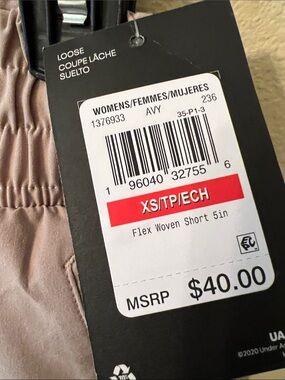 LOOSE
COUPE LÂCHE
SUELTO
WOMENS/FEMMES/MUJERES
1376933 AVY 236
35-P1-3
1 96040 32755 6
XS/TP/ECH
Flex Woven Short 5in
MSRP $40.00
UA
©2020 Under